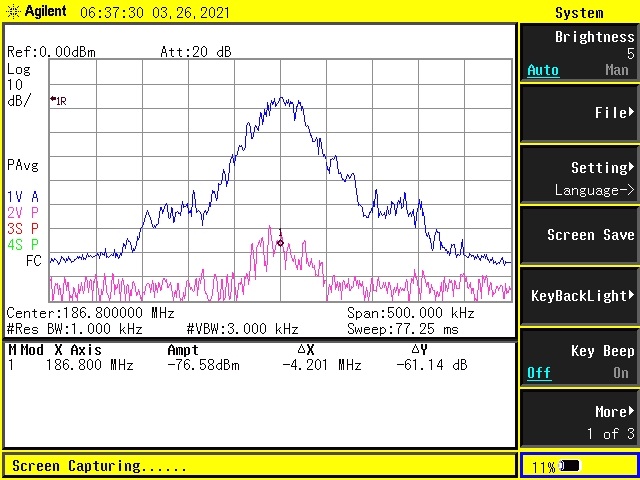 Agilent 06:37:30 03,26,2021 System
Ref:0.00dBm Att:20 dB
Log
10
dB/
1R
PAvg
1V A
2V P
3S P
4S P
FC
1
Center:186.800000 MHz Span:500.000 kHz
#Res BW:1.000 kHz #VBW:3.000 kHz Sweep:77.25 ms
M Mod X Axis Ampt △X △Y
1 186.800 MHz -76.58dBm -4.201 MHz -61.14 dB
Screen Capturing......
Brightness
5
Auto Man
File
Setting
Language->
Screen Save
KeyBackLight
Key Beep
Off On
More
1 of 3
11%